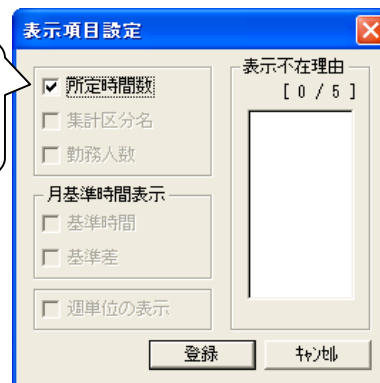 表示項目設定
所定時間数
集計区分名
勤務人数
月基準時間表示
基準時間
基準差
週単位の表示
表示不在理由
[ 0 / 5 ]
登録
ｷｬﾝｾﾙ